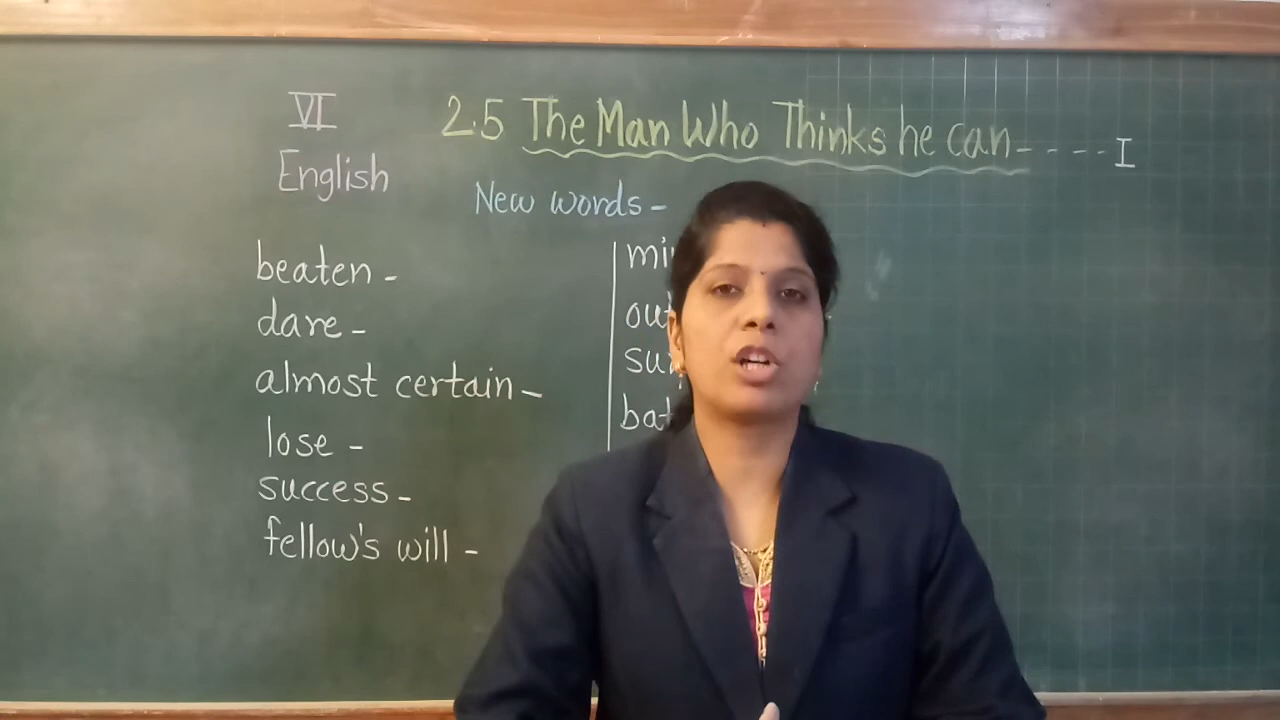 VI
English
2.5 The Man Who Thinks he can - - - - I
New words -
beaten -
dare -
almost certain -
lose -
success -
fellow's will -